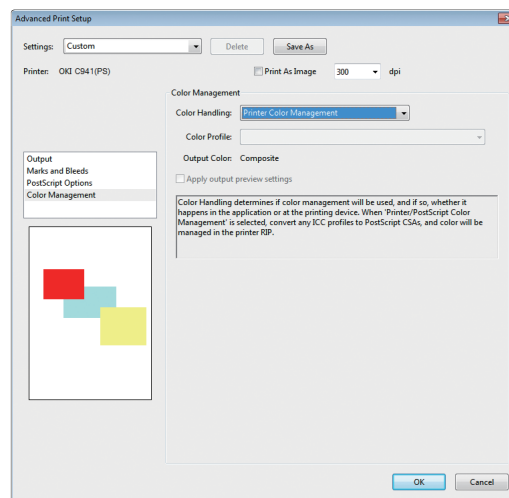 Advanced Print Setup
Settings: Custom Delete Save As
Printer: OKI C941(PS) Print As Image 300 dpi
Color Management
Color Handling: Printer Color Management
Color Profile:
Output Color: Composite
Apply output preview settings
Output
Marks and Bleeds
PostScript Options
Color Management
Color Handling determines if color management will be used, and if so, whether it
happens in the application or at the printing device. When 'Printer/PostScript Color
Management' is selected, convert any ICC profiles to PostScript CSAs, and color will be
managed in the printer RIP.
OK Cancel